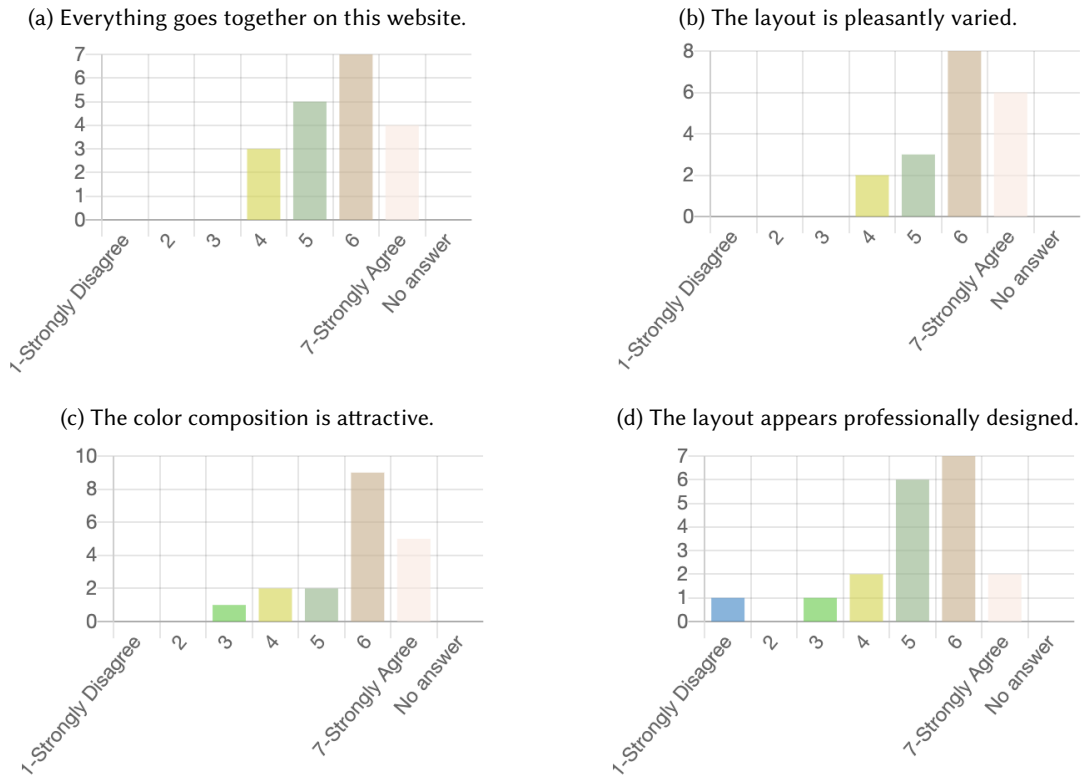 (a) Everything goes together on this website.
7
6
5
4
3
2
1
0
1-Strongly Disagree
2
3
4
5
6
7-Strongly Agree
No answer
(b) The layout is pleasantly varied.
8
6
4
2
0
1-Strongly Disagree
2
3
4
5
6
7-Strongly Agree
No answer
(c) The color composition is attractive.
10
8
6
4
2
0
1-Strongly Disagree
2
3
4
5
6
7-Strongly Agree
No answer
(d) The layout appears professionally designed.
7
6
5
4
3
2
1
0
1-Strongly Disagree
2
3
4
5
6
7-Strongly Agree
No answer